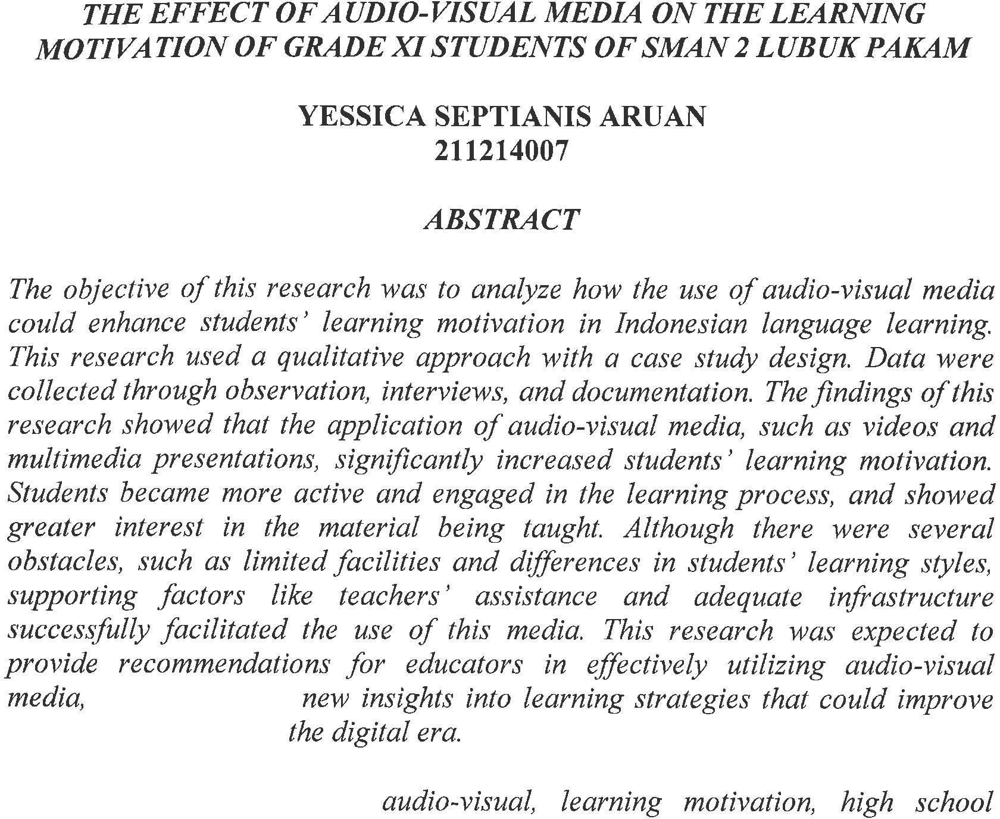 THE EFFECT OF AUDIO-VISUAL MEDIA ON THE LEARNING
MOTIVATION OF GRADE XI STUDENTS OF SMAN 2 LUBUK PAKAM
YESSICA SEPTIANIS ARUAN
211214007
ABSTRACT
The objective of this research was to analyze how the use of audio-visual media
could enhance students’ learning motivation in Indonesian language learning.
This research used a qualitative approach with a case study design. Data were
collected through observation, interviews, and documentation. The findings of this
research showed that the application of audio-visual media, such as videos and
multimedia presentations, significantly increased students’ learning motivation.
Students became more active and engaged in the learning process, and showed
greater interest in the material being taught. Although there were several
obstacles, such as limited facilities and differences in students’ learning styles,
supporting factors like teachers’ assistance and adequate infrastructure
successfully facilitated the use of this media. This research was expected to
provide recommendations for educators in effectively utilizing audio-visual
media, new insights into learning strategies that could improve
the digital era.
audio-visual, learning motivation, high school